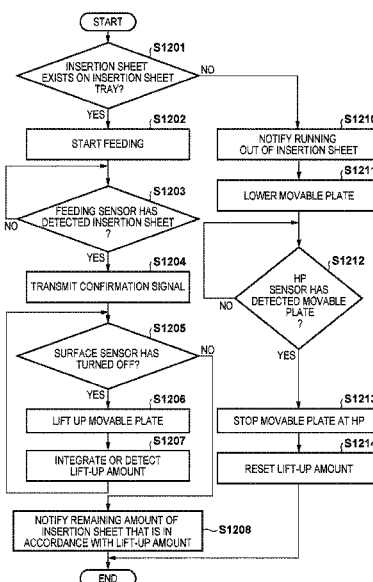 START
S1201
INSERTION SHEET
EXISTS ON INSERTION SHEET
TRAY?
NO
YES
S1202
START FEEDING
S1203
FEEDING SENSOR HAS
DETECTED INSERTION SHEET
?
NO
YES
S1204
TRANSMIT CONFIRMATION SIGNAL
S1205
SURFACE SENSOR HAS
TURNED OFF?
NO
YES
S1206
LIFT UP MOVABLE PLATE
S1207
INTEGRATE OR DETECT
LIFT-UP AMOUNT
S1208
NOTIFY REMAINING AMOUNT OF
INSERTION SHEET THAT IS IN
ACCORDANCE WITH LIFT-UP AMOUNT
S1210
NOTIFY RUNNING
OUT OF INSERTION SHEET
S1211
LOWER MOVABLE PLATE
S1212
HP
SENSOR HAS
DETECTED MOVABLE
PLATE
?
NO
YES
S1213
STOP MOVABLE PLATE AT HP
S1214
RESET LIFT-UP AMOUNT
END